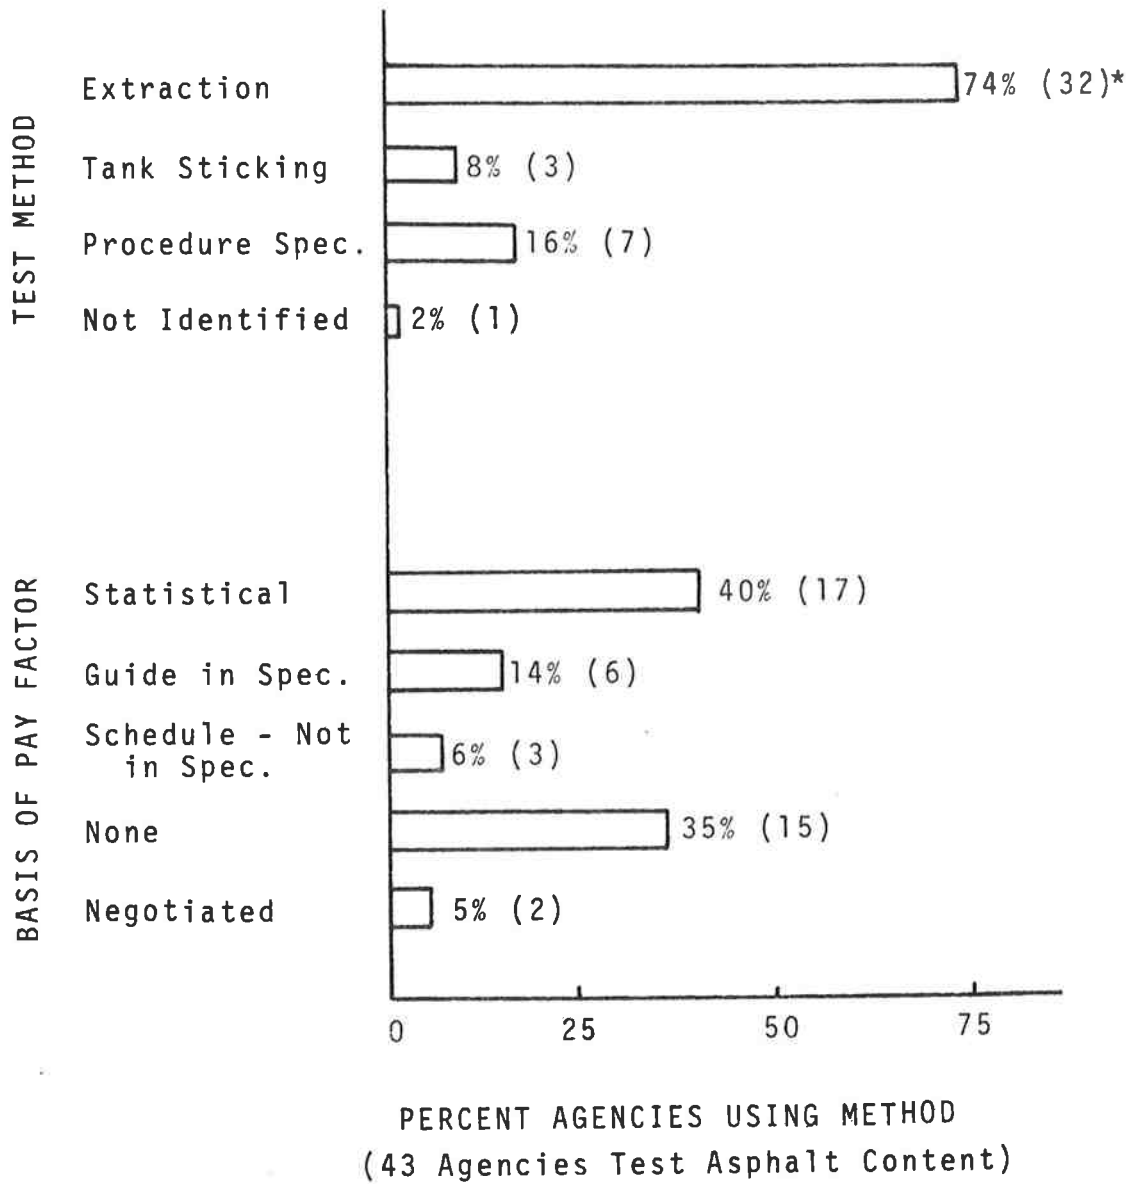 TEST METHOD
Extraction 74% (32)*
Tank Sticking 8% (3)
Procedure Spec. 16% (7)
Not Identified 2% (1)
BASIS OF PAY FACTOR
Statistical 40% (17)
Guide in Spec. 14% (6)
Schedule - Not
in Spec. 6% (3)
None 35% (15)
Negotiated 5% (2)
0 25 50 75
PERCENT AGENCIES USING METHOD
(43 Agencies Test Asphalt Content)